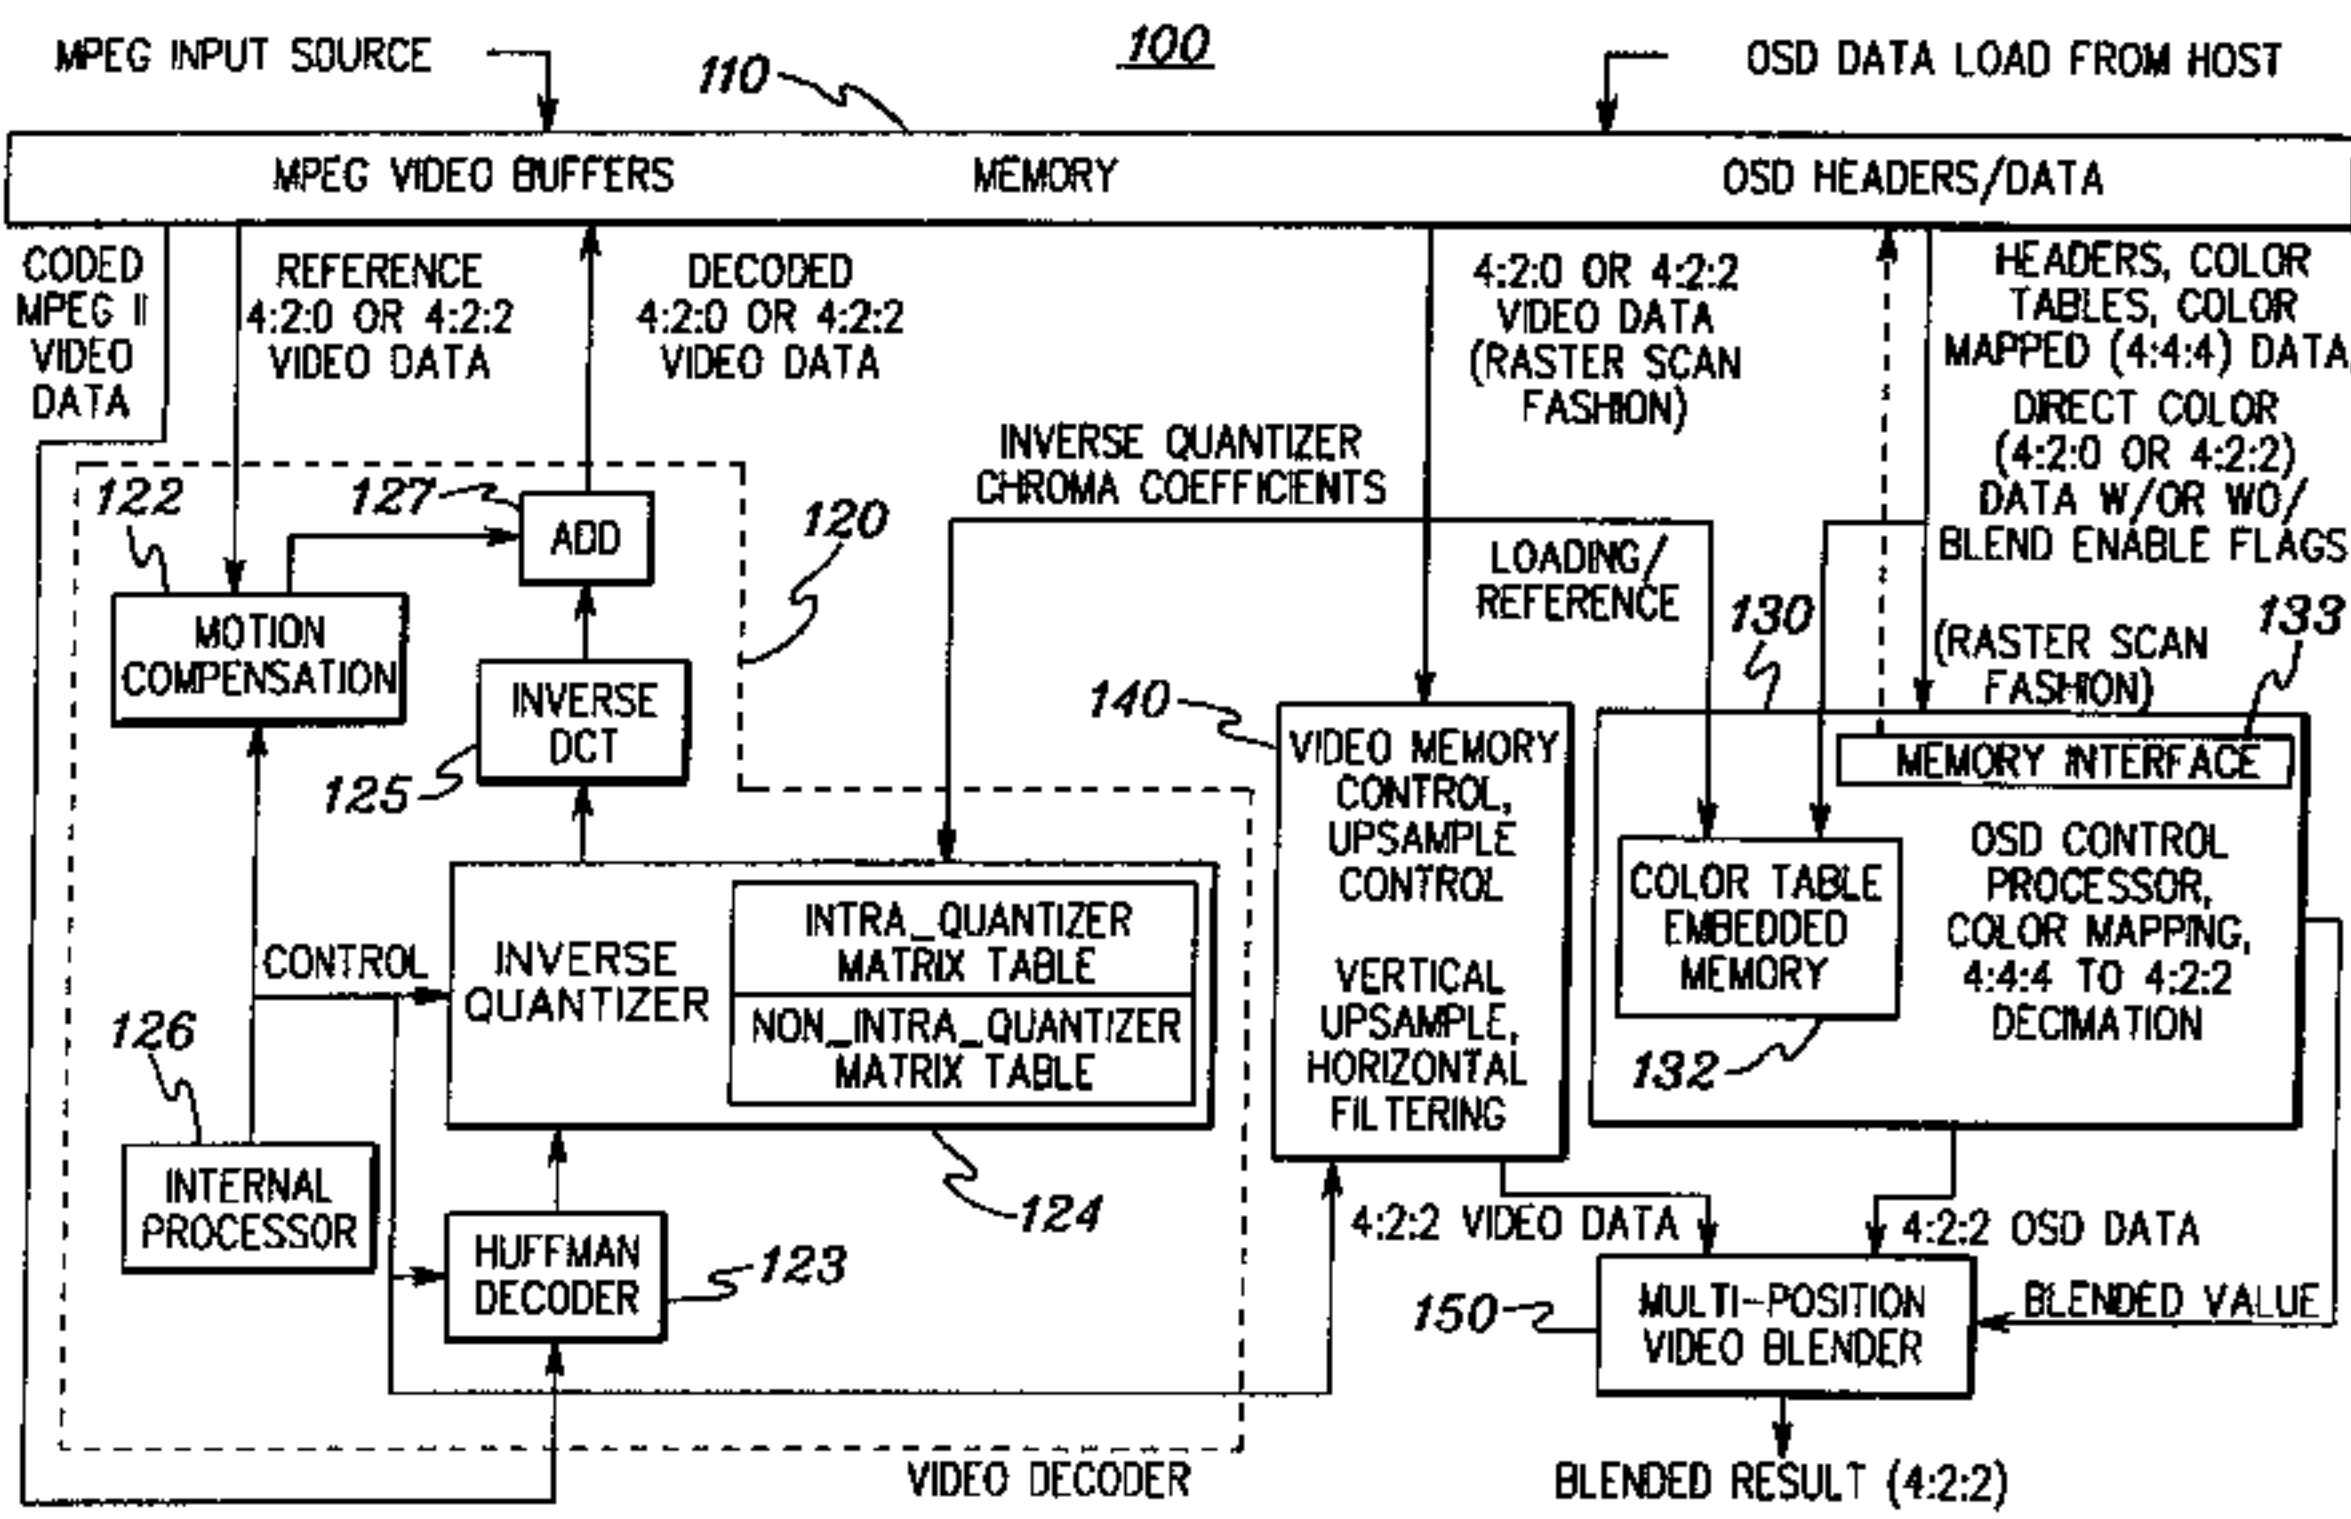 MPEG INPUT SOURCE
110
100
OSD DATA LOAD FROM HOST
MPEG VIDEO BUFFERS
MEMORY
OSD HEADERS/DATA
CODED
MPEG II
VIDEO
DATA
REFERENCE
4:2:0 OR 4:2:2
VIDEO DATA
DECODED
4:2:0 OR 4:2:2
VIDEO DATA
4:2:0 OR 4:2:2
VIDEO DATA
(RASTER SCAN
FASHION)
HEADERS, COLOR
TABLES, COLOR
MAPPED (4:4:4) DATA,
DIRECT COLOR
(4:2:0 OR 4:2:2)
DATA W/OR WO/
BLEND ENABLE FLAGS
(RASTER SCAN
FASHION)
INVERSE QUANTIZER
CHROMA COEFFICIENTS
LOADING/
REFERENCE
122
127
ADD
120
MOTION
COMPENSATION
INVERSE
DCT
125
130
133
140
VIDEO MEMORY
CONTROL,
UPSAMPLE
CONTROL
VERTICAL
UPSAMPLE,
HORIZONTAL
FILTERING
MEMORY INTERFACE
COLOR TABLE
EMBEDDED
MEMORY
132
OSD CONTROL
PROCESSOR,
COLOR MAPPING,
4:4:4 TO 4:2:2
DECIMATION
CONTROL
INVERSE
QUANTIZER
INTRA_QUANTIZER
MATRIX TABLE
NON_INTRA_QUANTIZER
MATRIX TABLE
126
INTERNAL
PROCESSOR
124
HUFFMAN
DECODER
123
4:2:2 VIDEO DATA
4:2:2 OSD DATA
150
MULTI-POSITION
VIDEO BLENDER
BLENDED VALUE
VIDEO DECODER
BLENDED RESULT (4:2:2)